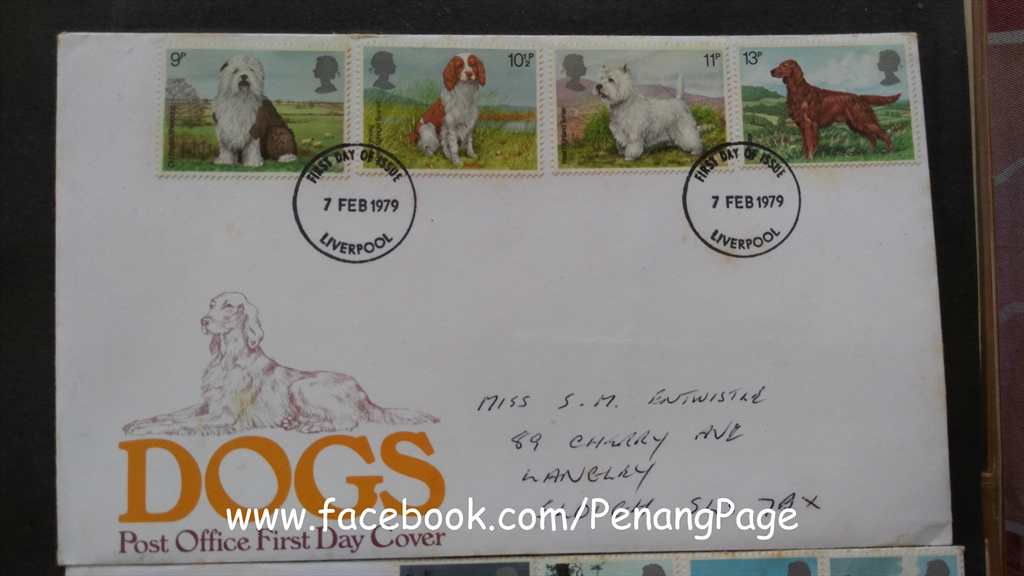 9P
10½P
11P
13P
FIRST DAY OF ISSUE
7 FEB 1979
LIVERPOOL
FIRST DAY OF ISSUE
7 FEB 1979
LIVERPOOL
MISS S.M. ENTWISTLE
89 CHERRY AVE
LANGLEY
DOGS
www.facebook.com/PenangPage
Post Office First Day Cover